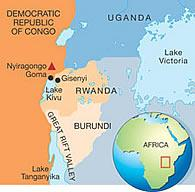 DEMOCRATIC
REPUBLIC
OF CONGO
UGANDA
Lake
Victoria
Nyiragongo
Goma
Gisenyi
Lake
Kivu
RWANDA
GREAT RIFT VALLEY
BURUNDI
Lake
Tanganyika
AFRICA